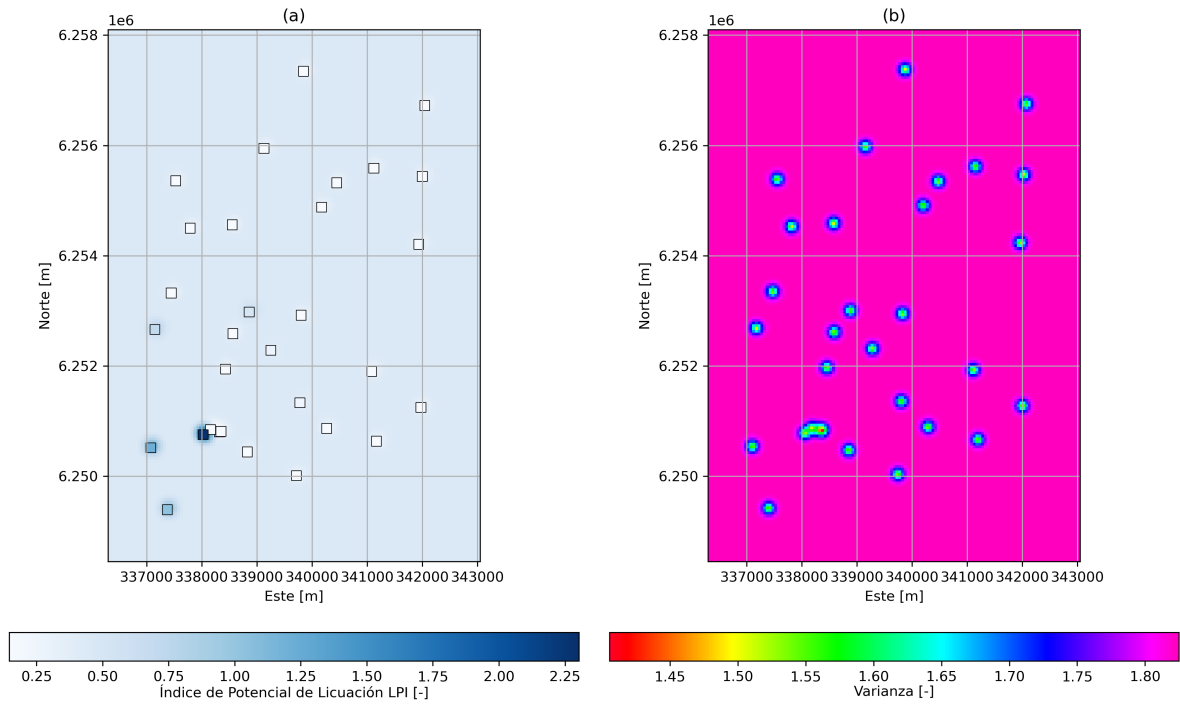 (a)
1e6
6.258
6.256
6.254
6.252
6.250
Norte [m]
337000 338000 339000 340000 341000 342000 343000
Este [m]
0.25 0.50 0.75 1.00 1.25 1.50 1.75 2.00 2.25
Índice de Potencial de Licuación LPI [-]
(b)
1e6
6.258
6.256
6.254
6.252
6.250
Norte [m]
337000 338000 339000 340000 341000 342000 343000
Este [m]
1.45 1.50 1.55 1.60 1.65 1.70 1.75 1.80
Varianza [-]